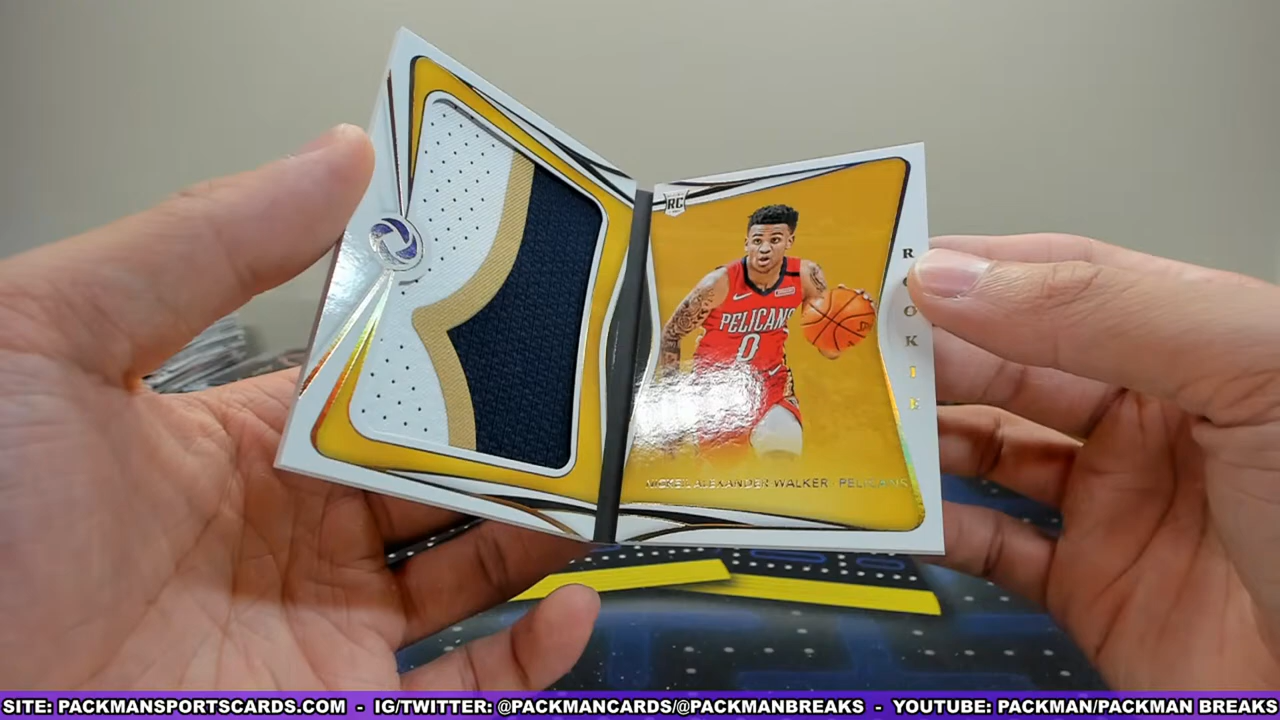 RC
ROOKIE
PELICANS
0
NICKEIL ALEXANDER-WALKER | PELICANS
SITE: PACKMANSPORTSCARDS.COM - IG/TWITTER: @PACKMANCARDS/@PACKMANBREAKS - YOUTUBE: PACKMAN/PACKMAN BREAKS